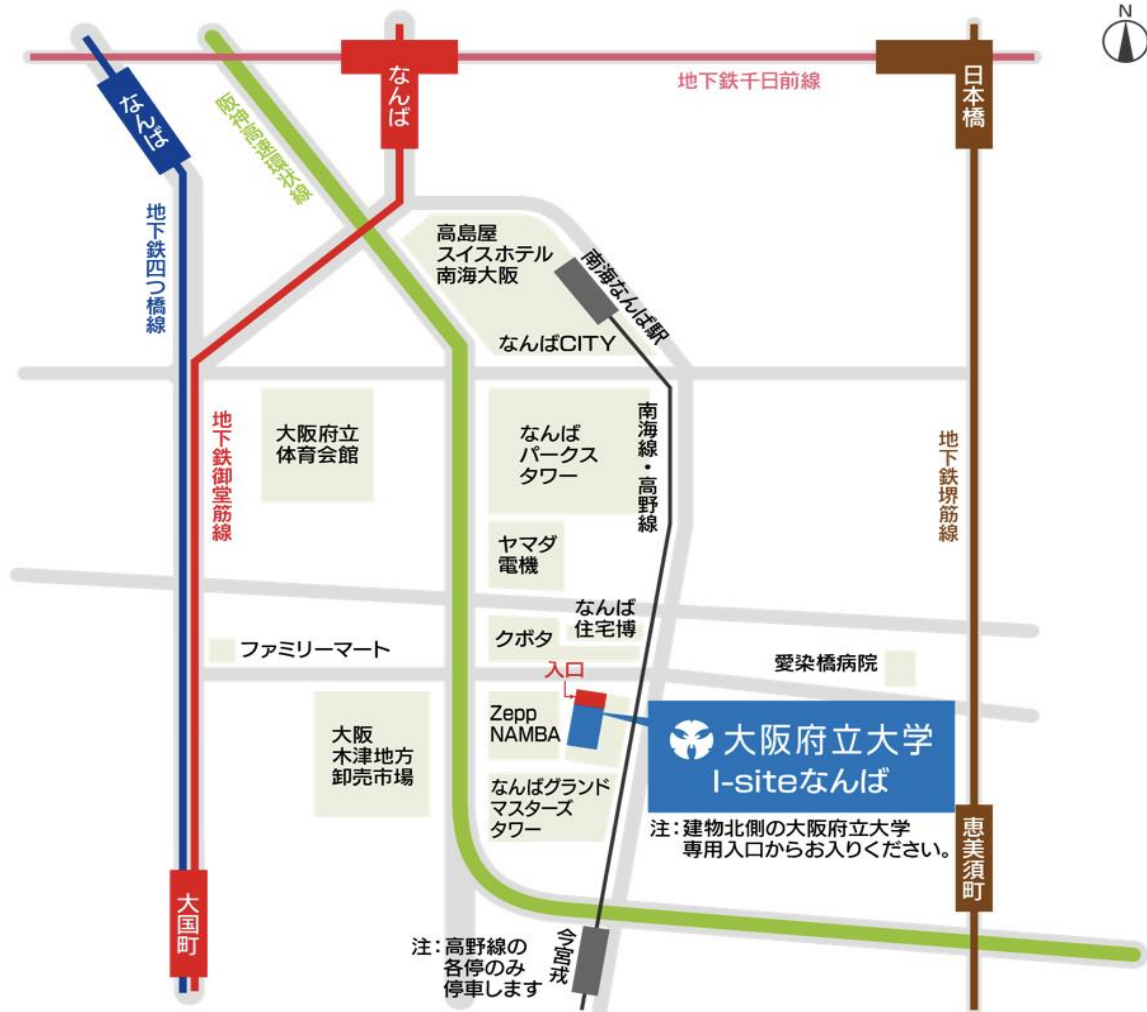 N
なんば
なんば
日本橋
地下鉄千日前線
阪神高速環状線
地下鉄四つ橋線
高島屋
スイスホテル
南海大阪
南海なんば駅
なんばCITY
地下鉄御堂筋線
大阪府立
体育会館
なんば
パークス
タワー
南海線・高野線
地下鉄堺筋線
ヤマダ
電機
なんば
住宅博
クボタ
ファミリーマート
愛染橋病院
入口
Zepp
NAMBA
大阪
木津地方
卸売市場
大阪府立大学
I-siteなんば
なんばグランド
マスターズ
タワー
注:建物北側の大阪府立大学
専用入口からお入りください。
恵美須町
大国町
今宮戎
注:高野線の
各停のみ
停車します